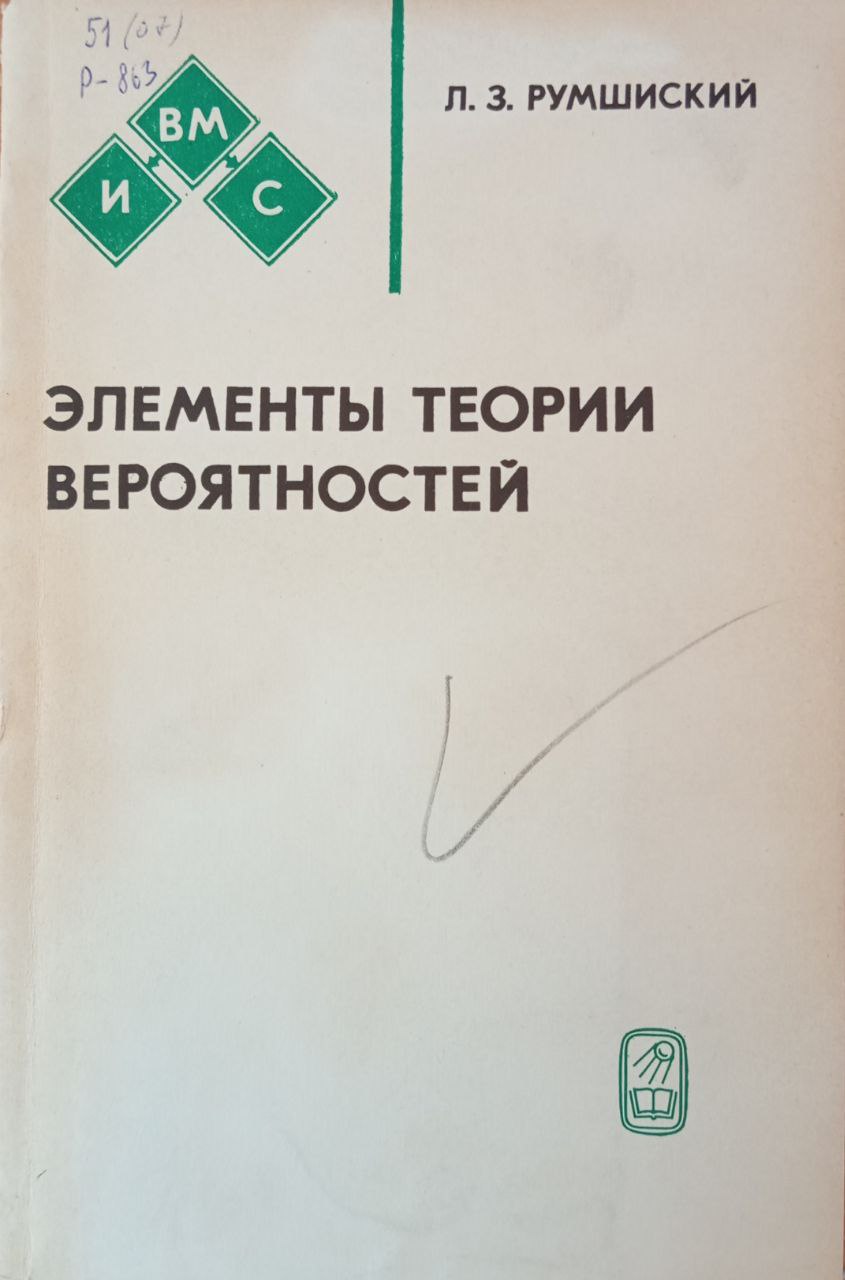 51 (07)
Р-863
ВМ
И С
Л. З. РУМШИСКИЙ
ЭЛЕМЕНТЫ ТЕОРИИ
ВЕРОЯТНОСТЕЙ